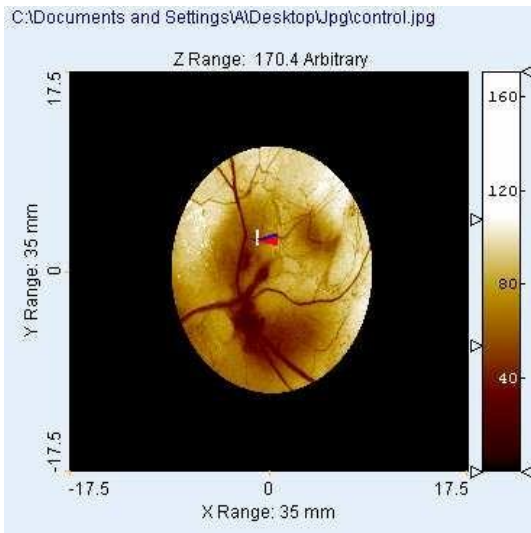 C:\Documents and Settings\A\Desktop\Jpg\control.jpg
Z Range: 170.4 Arbitrary
17.5
160
120
Y Range: 35 mm
0
80
40
-17.5
-17.5 0 17.5
X Range: 35 mm